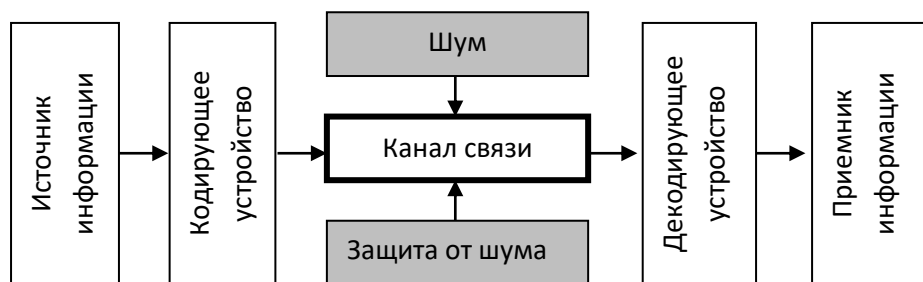 Источник
информации
Кодирующее
устройство
Шум
Канал связи
Защита от шума
Декодирующее
устройство
Приемник
информации